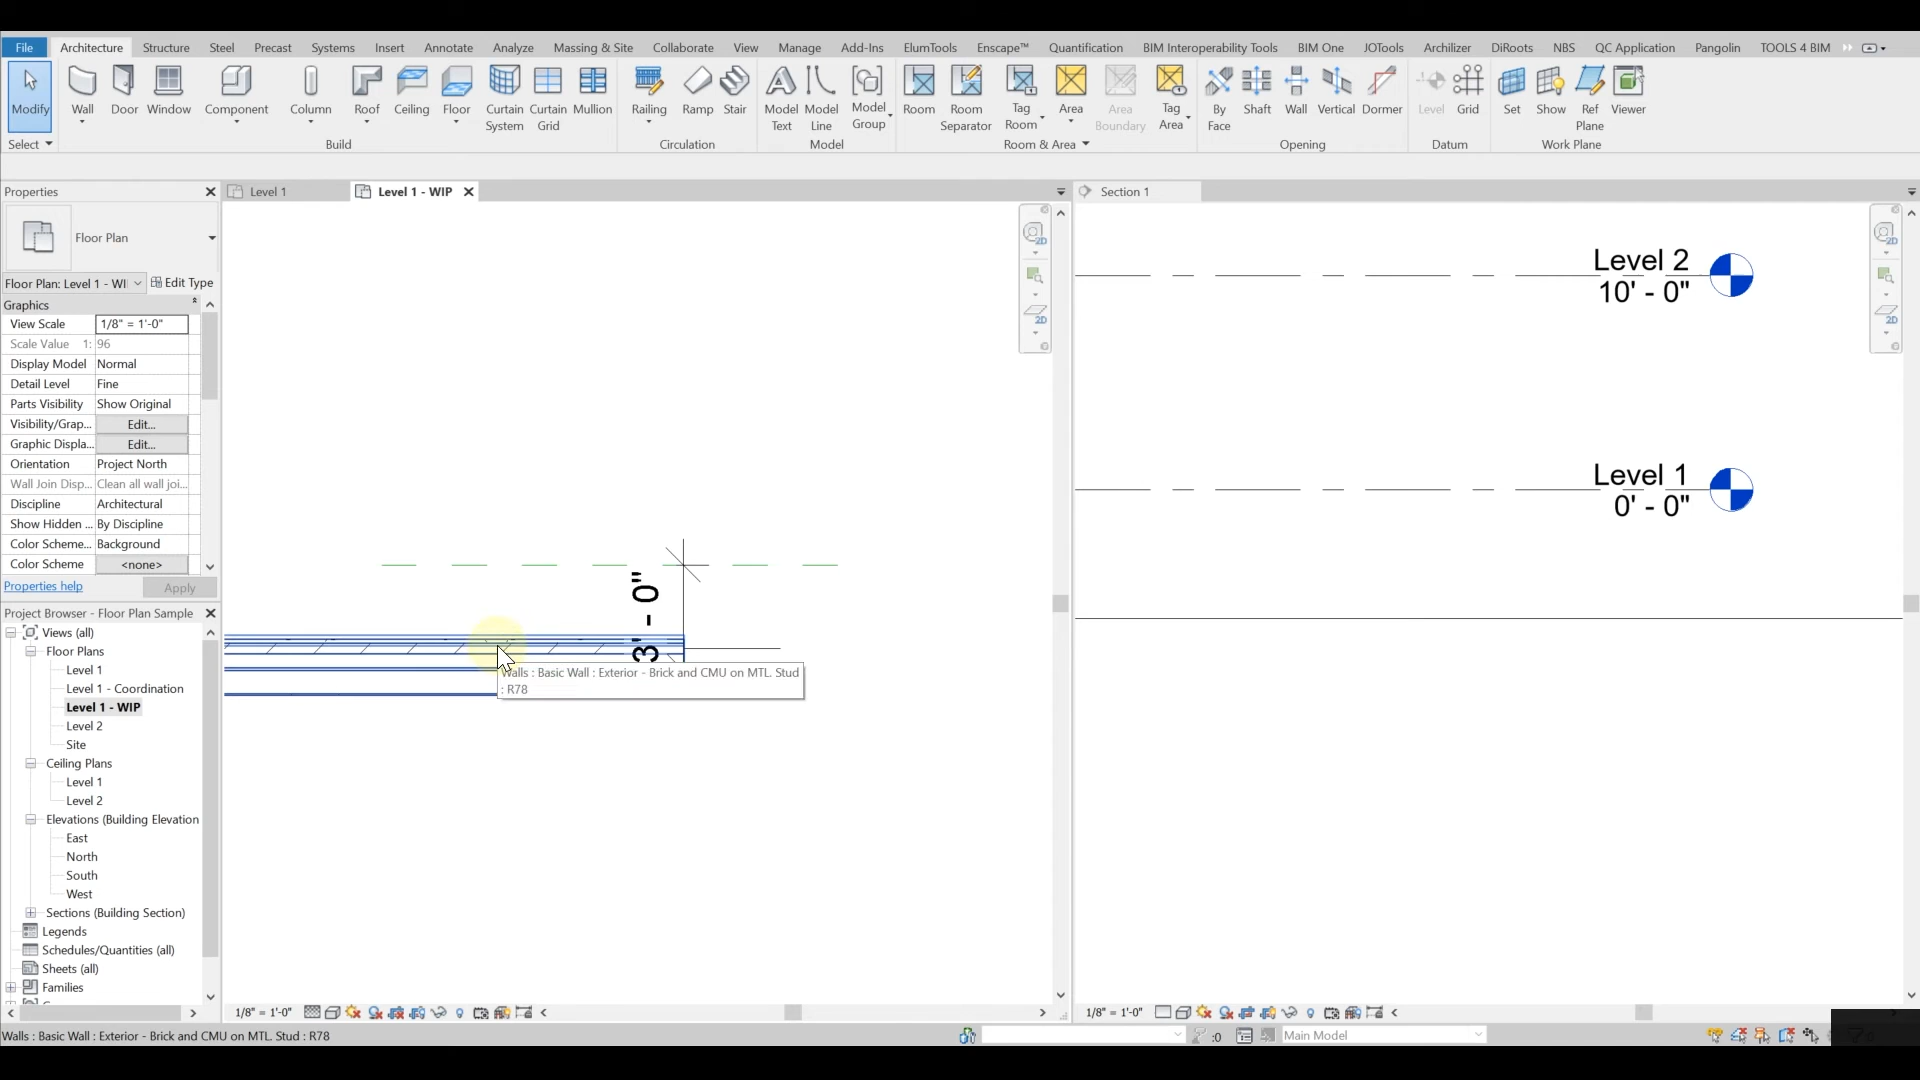 File Architecture Structure Steel Precast Systems Insert Annotate Analyze Massing & Site Collaborate View Manage Add-Ins ElumTools Enscape™ Quantification BIM Interoperability Tools BIM One JOTools Archilizer DiRoots NBS QC Application Pangolin TOOLS 4 BIM
Modify Wall Door Window Component Column Roof Ceiling Floor Curtain System Curtain Grid Mullion Railing Ramp Stair Model Text Model Line Model Group Room Room Separator Tag Room Area Area Boundary Tag Area By Face Shaft Wall Vertical Dormer Level Grid Set Show Ref Plane Viewer
Select Build Circulation Model Room & Area Opening Datum Work Plane
Properties
Level 1
Level 1 - WIP
Section 1
Floor Plan
Floor Plan: Level 1 - WI
Edit Type
Graphics
View Scale 1/8" = 1'-0"
Scale Value 1: 96
Display Model Normal
Detail Level Fine
Parts Visibility Show Original
Visibility/Grap... Edit...
Graphic Displa... Edit...
Orientation Project North
Wall Join Disp... Clean all wall joi...
Discipline Architectural
Show Hidden ... By Discipline
Color Scheme... Background
Color Scheme <none>
Properties help
Apply
Project Browser - Floor Plan Sample
Views (all)
Floor Plans
Level 1
Level 1 - Coordination
Level 1 - WIP
Level 2
Site
Ceiling Plans
Level 1
Level 2
Elevations (Building Elevation
East
North
South
West
Sections (Building Section)
Legends
Schedules/Quantities (all)
Sheets (all)
Families
2D
2D
3' - 0"
Walls : Basic Wall : Exterior - Brick and CMU on MTL. Stud
: R78
2D
2D
Level 2
10' - 0"
Level 1
0' - 0"
1/8" = 1'-0"
1/8" = 1'-0"
Walls : Basic Wall : Exterior - Brick and CMU on MTL. Stud : R78
:0
Main Model